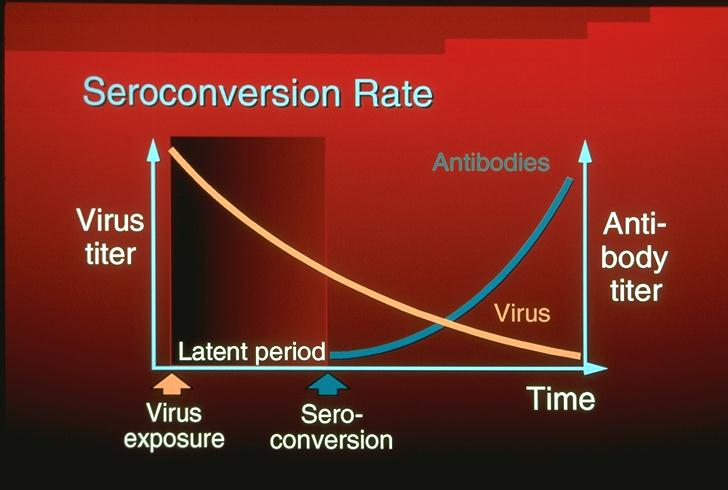 Seroconversion Rate
Antibodies
Virus
titer
Anti-
body
titer
Virus
Latent period
Time
Virus
exposure
Sero-
conversion